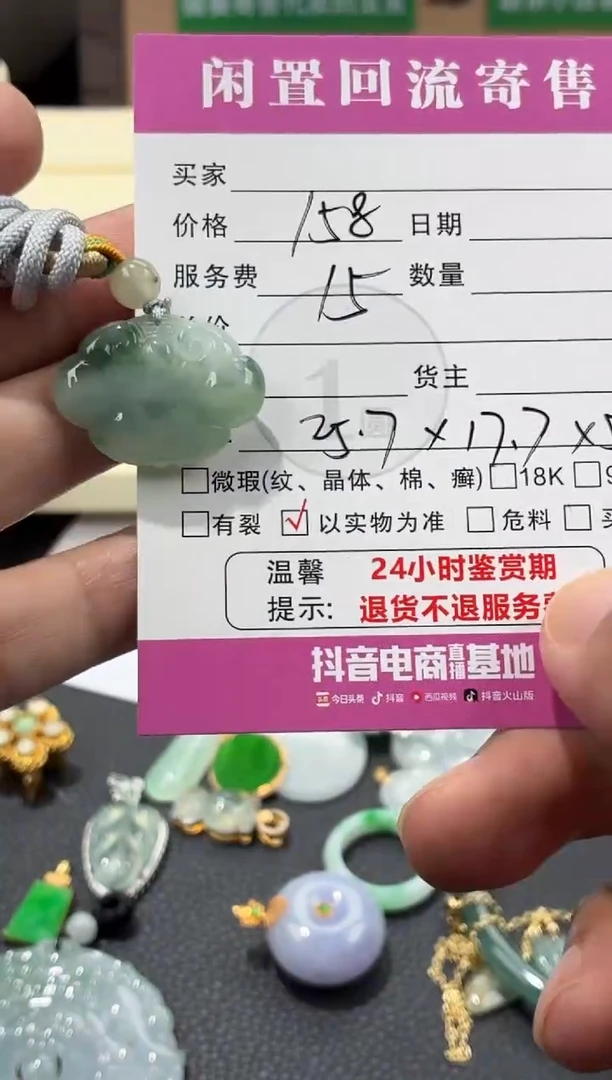 闲置回流寄售
买家
价格 158 日期
服务费 15 数量
货主
25.7×17.7×
微瑕(纹、晶体、棉、癣) 18K
有裂 ✓ 以实物为准 危料
温馨 24小时鉴赏期
提示: 退货不退服务费
抖音电商直播基地
今日头条 抖音 西瓜视频 抖音火山版